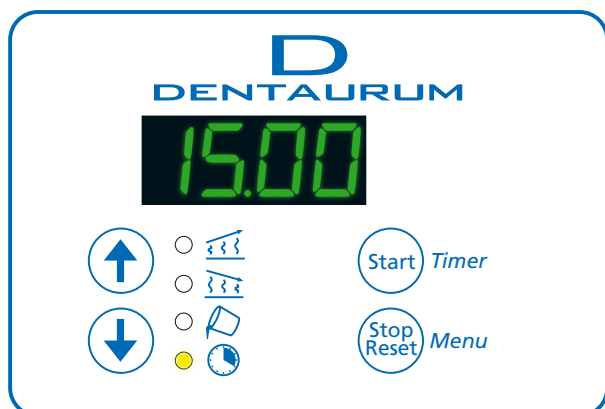 D
DENTAURUM
15.00
Start Timer
Stop
Reset Menu